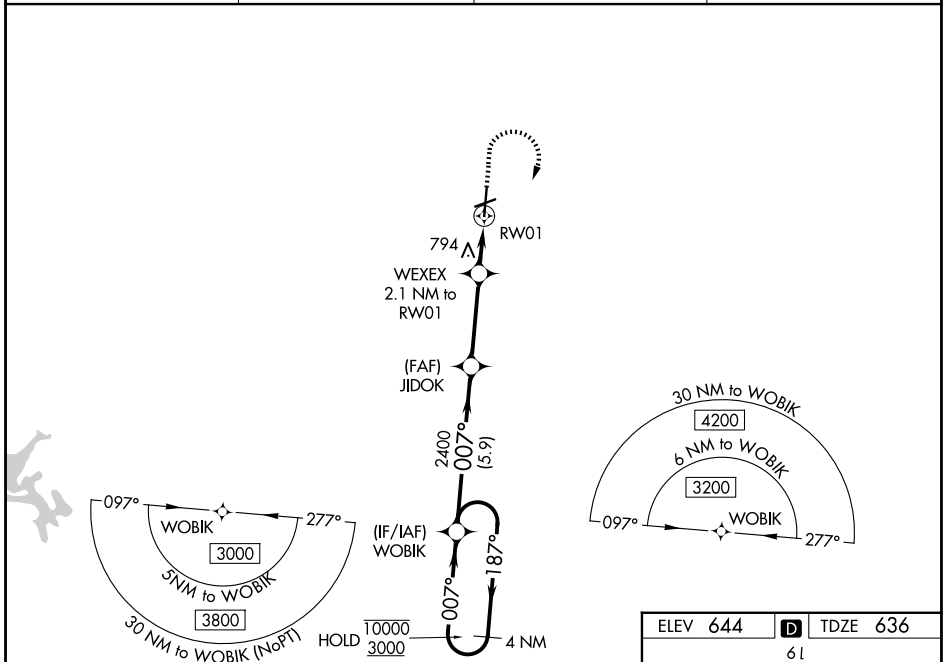 RW01
794
WEXEX
2.1 NM to
RW01
(FAF)
JIDOK
2400
007°
(5.9)
30 NM to WOBIK
4200
6 NM to WOBIK
3200
097°
WOBIK
277°
097°
WOBIK
277°
3000
5NM to WOBIK
3800
30 NM to WOBIK (NoPT)
(IF/IAF)
WOBIK
187°
007°
HOLD
10000
3000
4 NM
ELEV 644 D TDZE 636